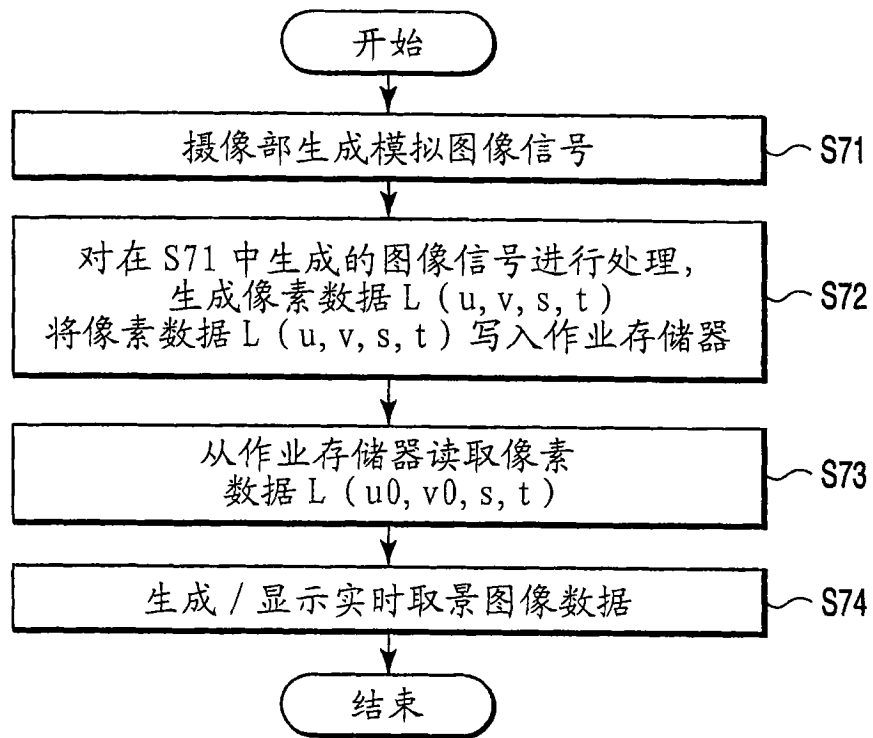 开始
摄像部生成模拟图像信号
S71
对在 S71 中生成的图像信号进行处理,
生成像素数据 L (u, v, s, t)
将像素数据 L (u, v, s, t) 写入作业存储器
S72
从作业存储器读取像素
数据 L (u0, v0, s, t)
S73
生成 / 显示实时取景图像数据
S74
结束